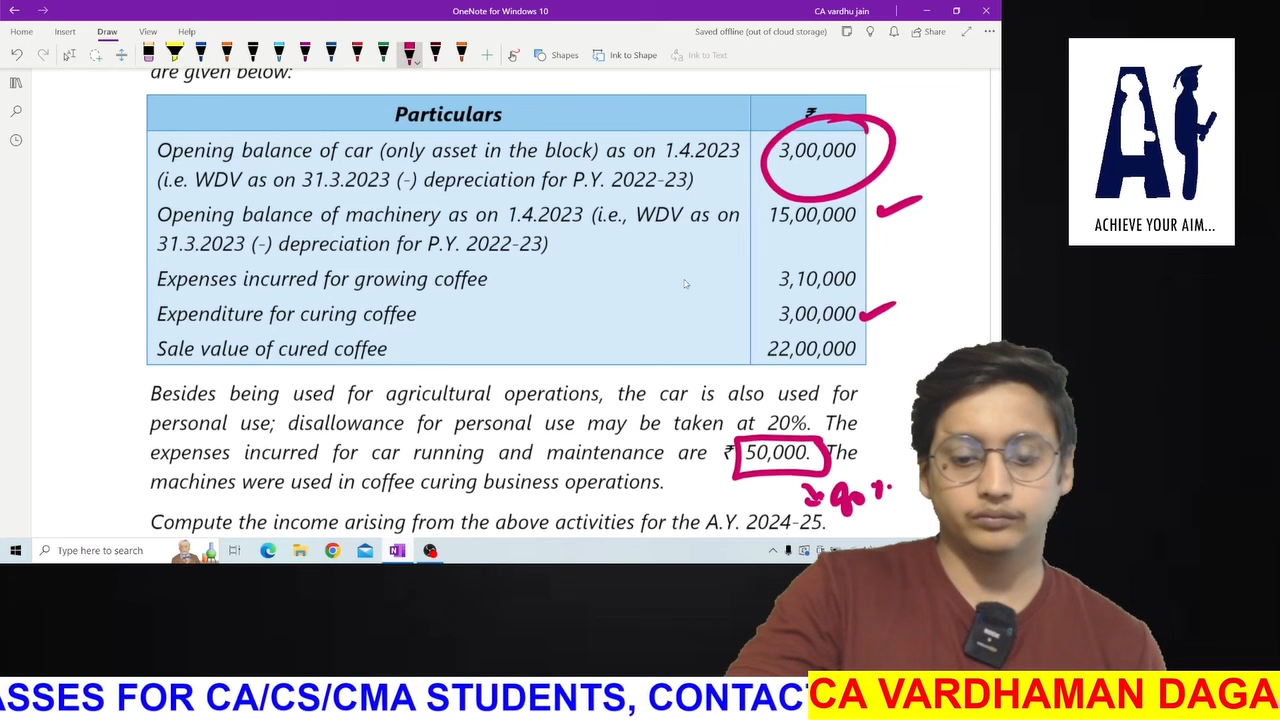 OneNote for Windows 10
CA vardhu jain
Home Insert Draw View Help
Saved offline (out of cloud storage)
Share
Shapes Ink to Shape Ink to Text
are given below:
Particulars ₹
Opening balance of car (only asset in the block) as on 1.4.2023 3,00,000
(i.e. WDV as on 31.3.2023 (-) depreciation for P.Y. 2022-23)
Opening balance of machinery as on 1.4.2023 (i.e., WDV as on 15,00,000
31.3.2023 (-) depreciation for P.Y. 2022-23)
Expenses incurred for growing coffee 3,10,000
Expenditure for curing coffee 3,00,000
Sale value of cured coffee 22,00,000
Besides being used for agricultural operations, the car is also used for
personal use; disallowance for personal use may be taken at 20%. The
expenses incurred for car running and maintenance are ₹ 50,000. The
machines were used in coffee curing business operations.
Compute the income arising from the above activities for the A.Y. 2024-25.
Type here to search
A
ACHIEVE YOUR AIM...
ASSES FOR CA/CS/CMA STUDENTS, CONTAC
CA VARDHAMAN DAGA